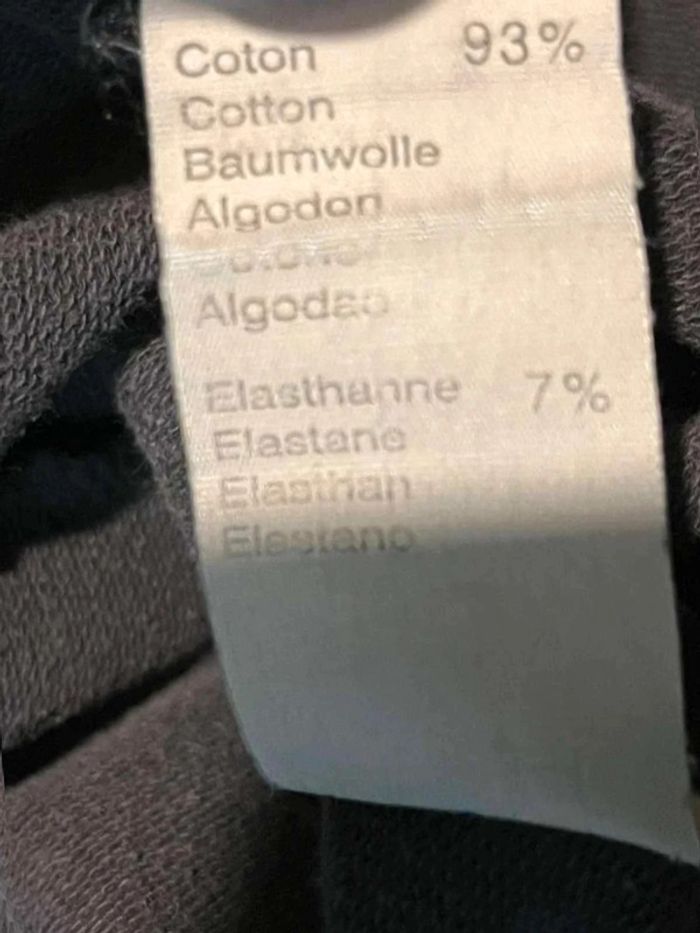 Coton 93%
Cotton
Baumwolle
Algodon
Algodao
Elasthanne 7%
Elastane
Elasthan
Elastano